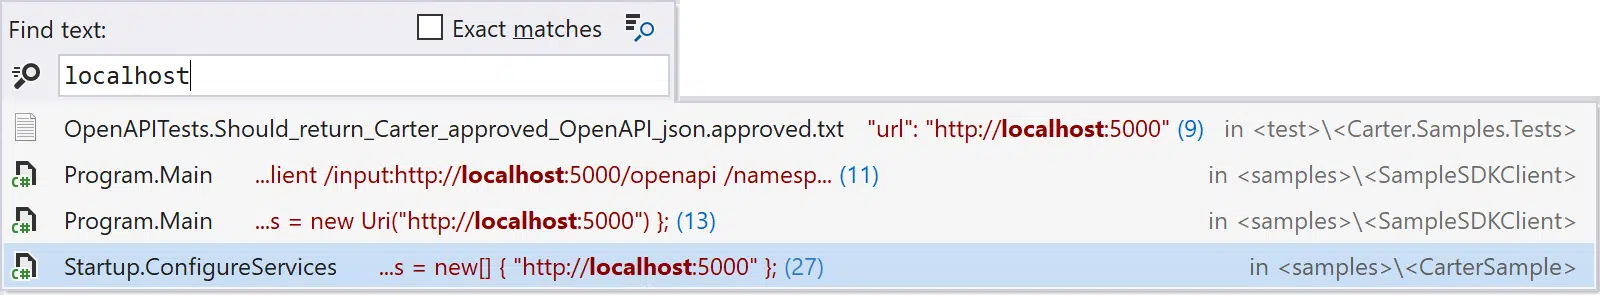 Find text: Exact matches
localhost
OpenAPITests.Should_return_Carter_approved_OpenAPI_json.approved.txt "url": "http://localhost:5000" (9) in <test>\<Carter.Samples.Tests>
C# Program.Main ...lient /input:http://localhost:5000/openapi /namesp... (11) in <samples>\<SampleSDKClient>
C# Program.Main ...s = new Uri("http://localhost:5000") }; (13) in <samples>\<SampleSDKClient>
C# Startup.ConfigureServices ...s = new[] { "http://localhost:5000" }; (27) in <samples>\<CarterSample>